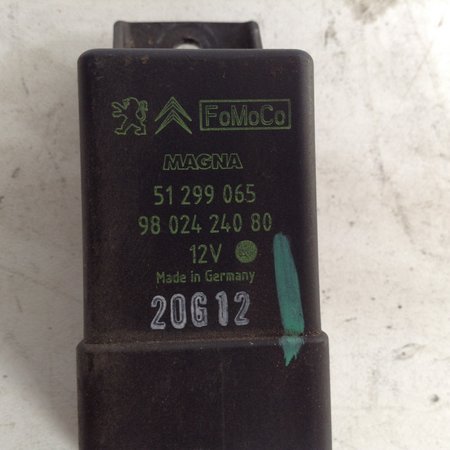 FoMoCo
MAGNA
51 299 065
98 024 240 80
12V
Made in Germany
20G12